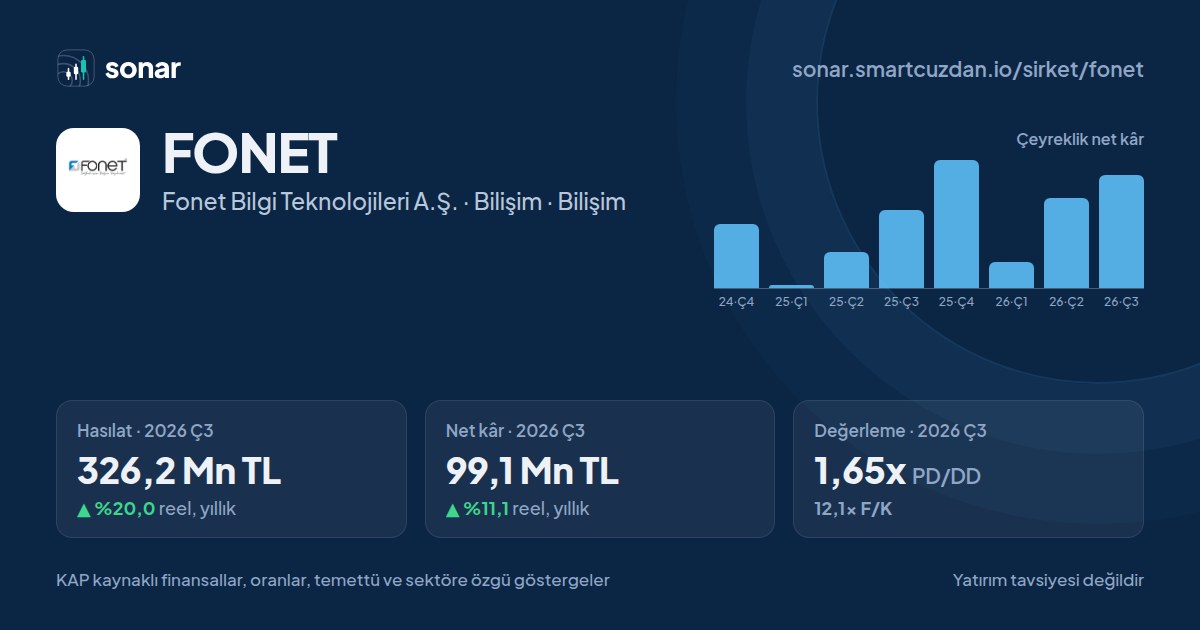 sonar
sonar.smartcuzdan.io/sirket/fonet
FONET
FONET
Fonet Bilgi Teknolojileri A.Ş. · Bilişim · Bilişim
Çeyreklik net kâr
24·Ç4 25·Ç1 25·Ç2 25·Ç3 25·Ç4 26·Ç1 26·Ç2 26·Ç3
Hasılat · 2026 Ç3
326,2 Mn TL
▲ %20,0 reel, yıllık
Net kâr · 2026 Ç3
99,1 Mn TL
▲ %11,1 reel, yıllık
Değerleme · 2026 Ç3
1,65x PD/DD
12,1x F/K
KAP kaynaklı finansallar, oranlar, temettü ve sektöre özgü göstergeler
Yatırım tavsiyesi değildir